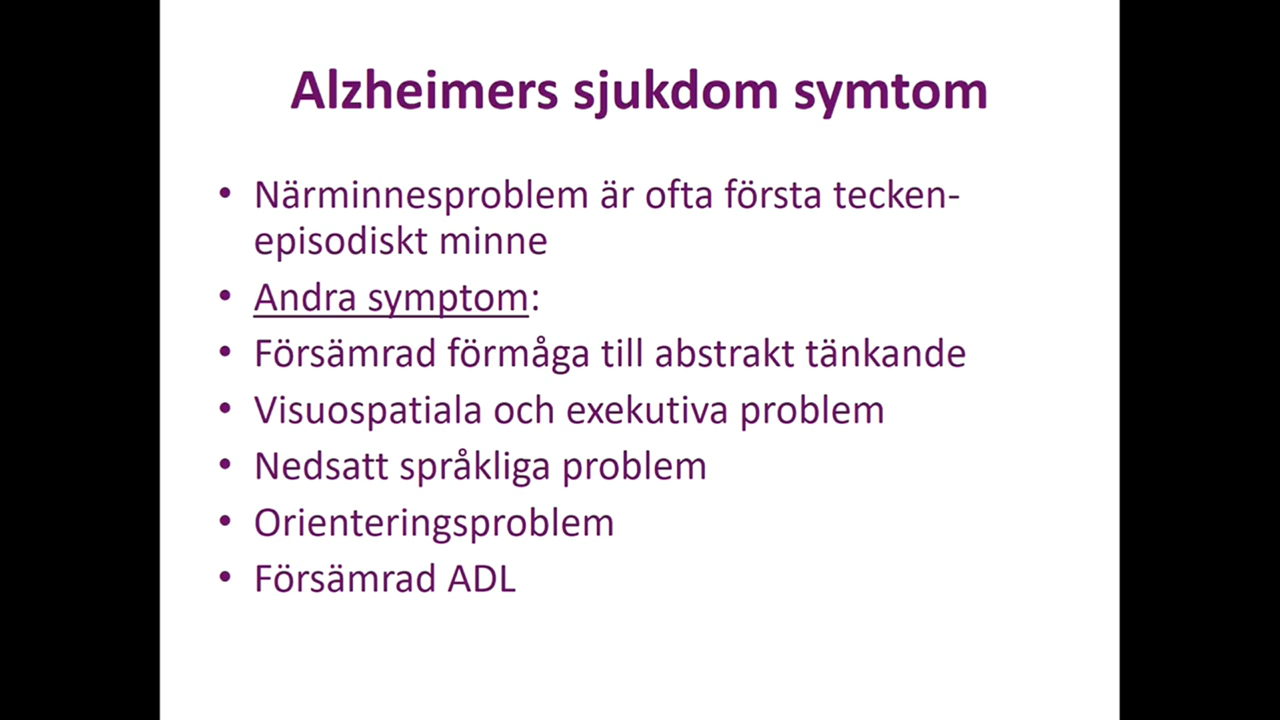 Alzheimers sjukdom symtom
• Närminnesproblem är ofta första tecken-
episodiskt minne
• Andra symptom:
• Försämrad förmåga till abstrakt tänkande
• Visuospatiala och exekutiva problem
• Nedsatt språkliga problem
• Orienteringsproblem
• Försämrad ADL